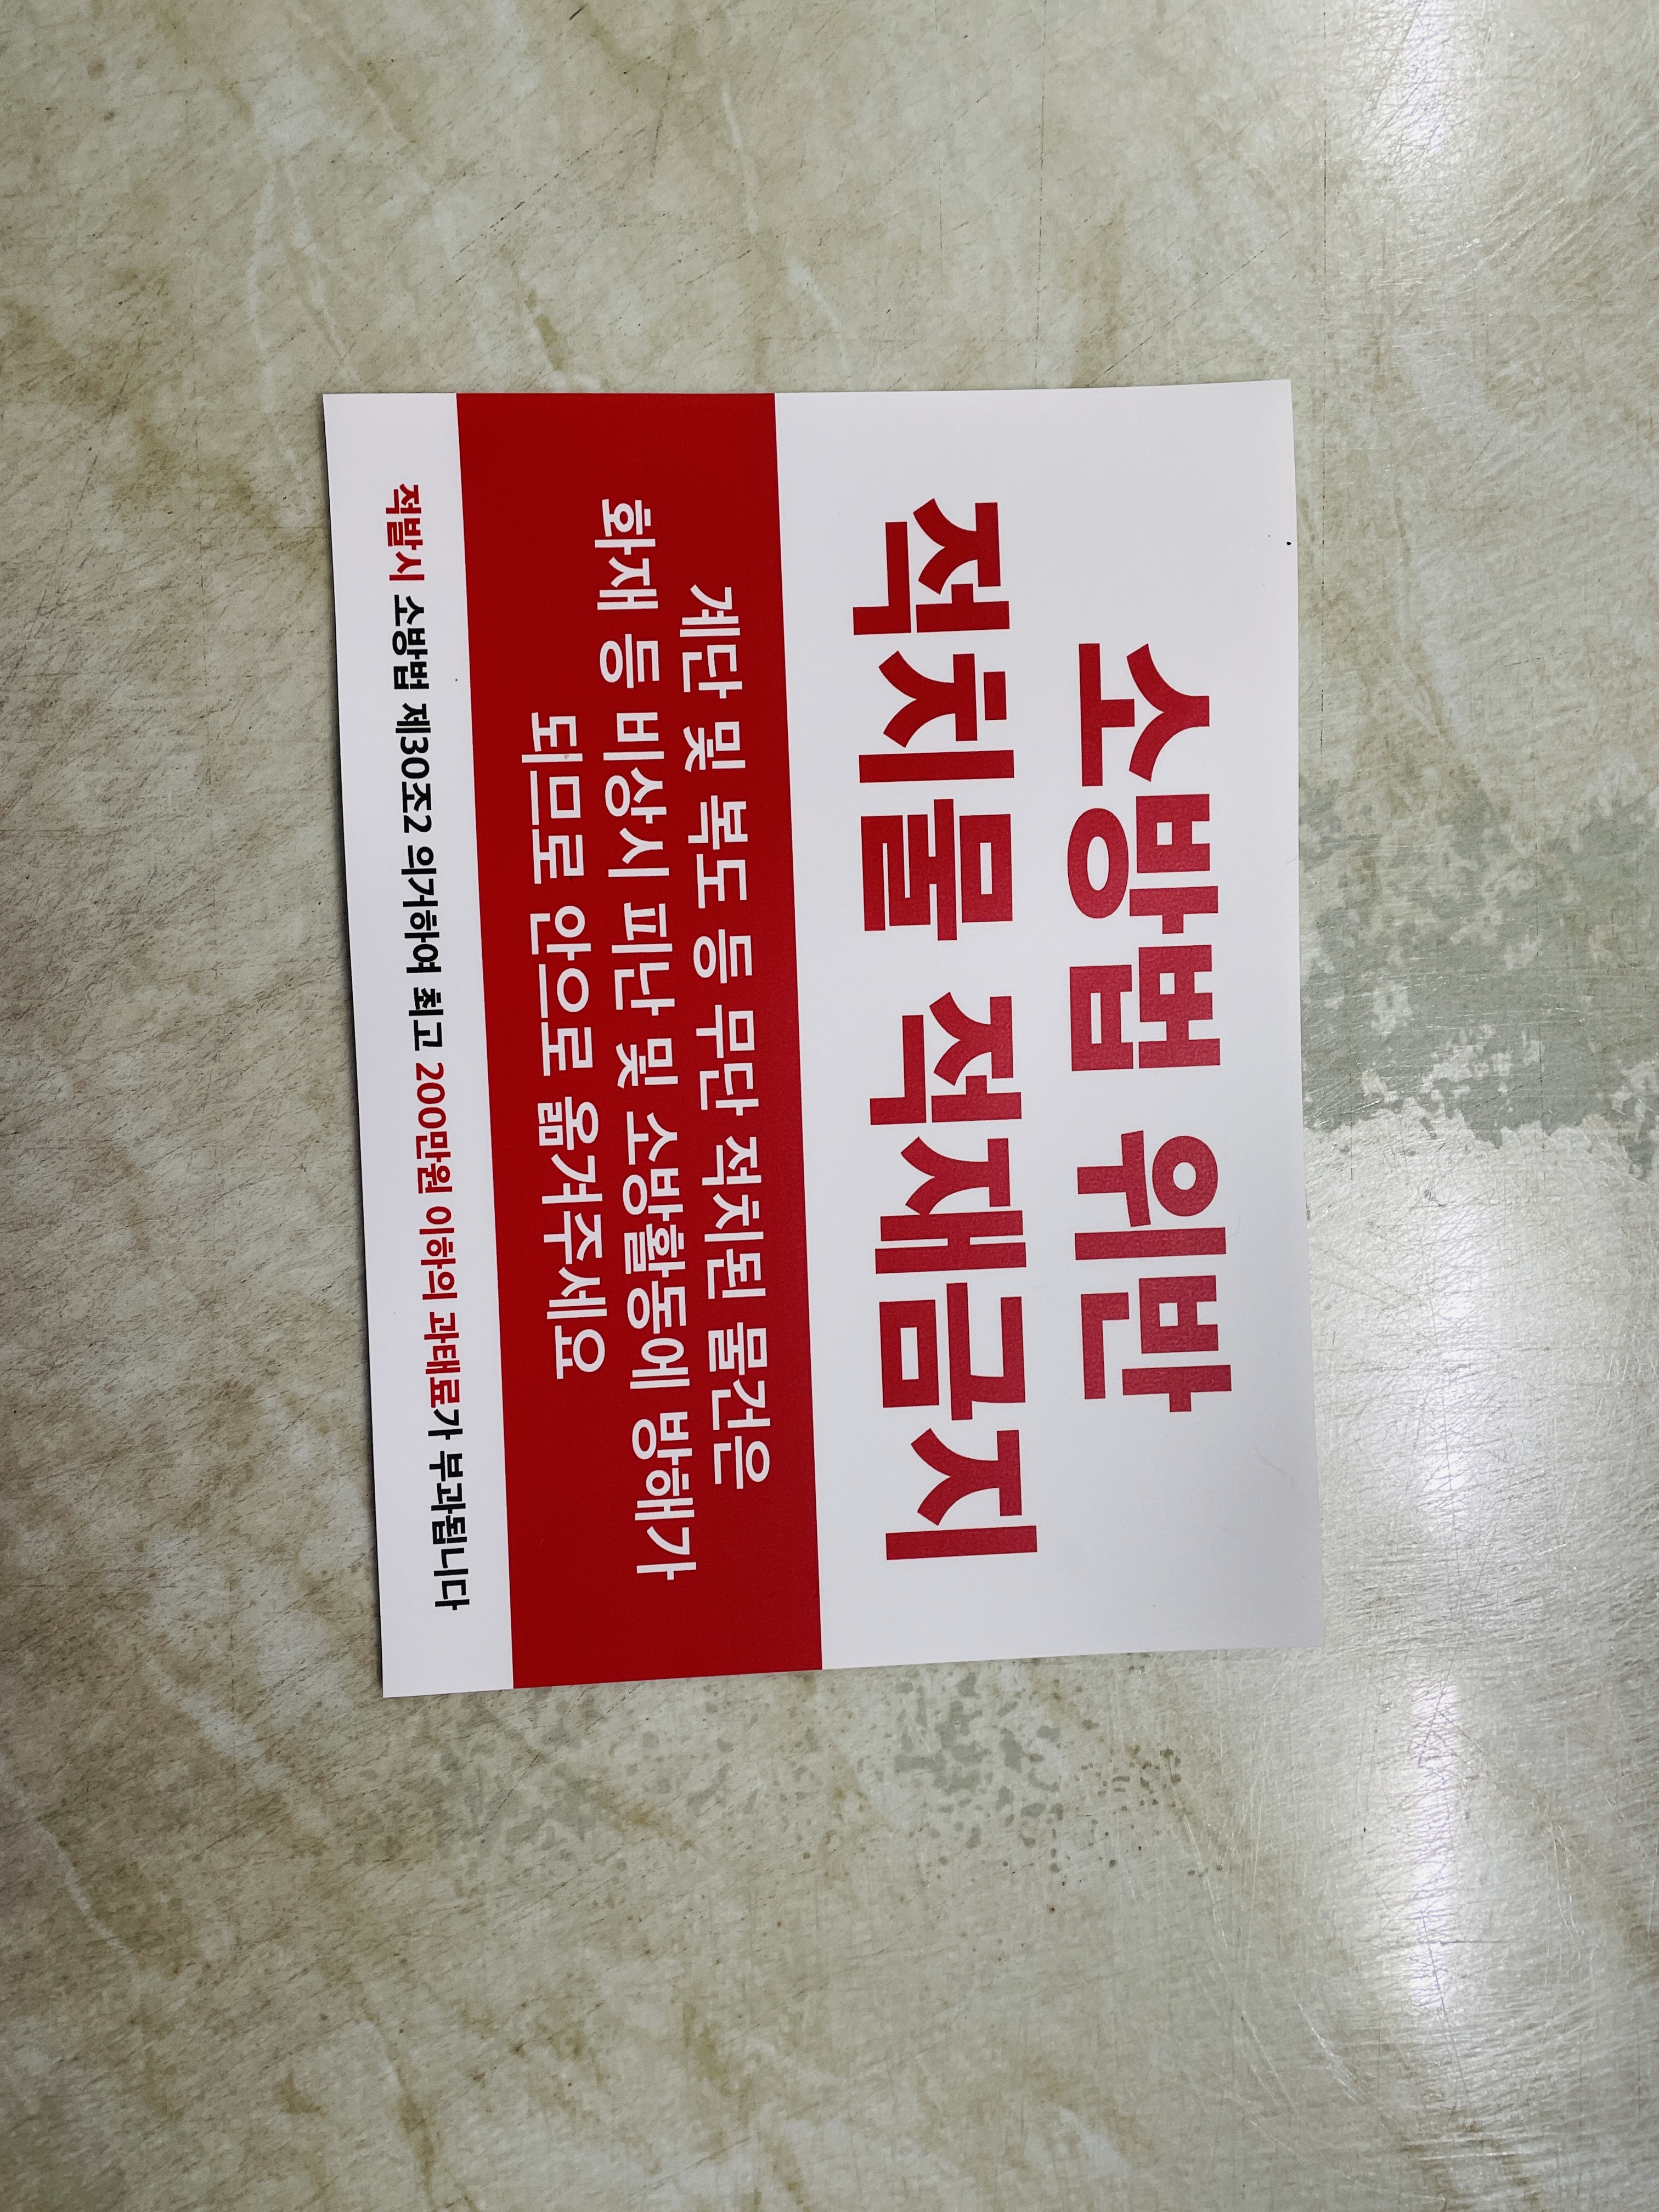 소방법 위반
적치물 적재금지
계단 및 복도 등 무단 적치된 물건은
화재 등 비상시 피난 및 소방활동에 방해가
되므로 안으로 옮겨주세요
적발시 소방법 제30조2 의거하여 최고 200만원 이하의 과태료가 부과됩니다